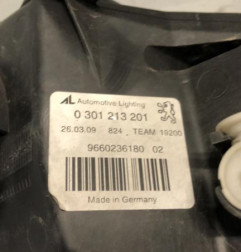 AL Automotive Lighting
0 301 213 201
26.03.09 - 824 , TEAM 19200
9660236180 02
Made in Germany